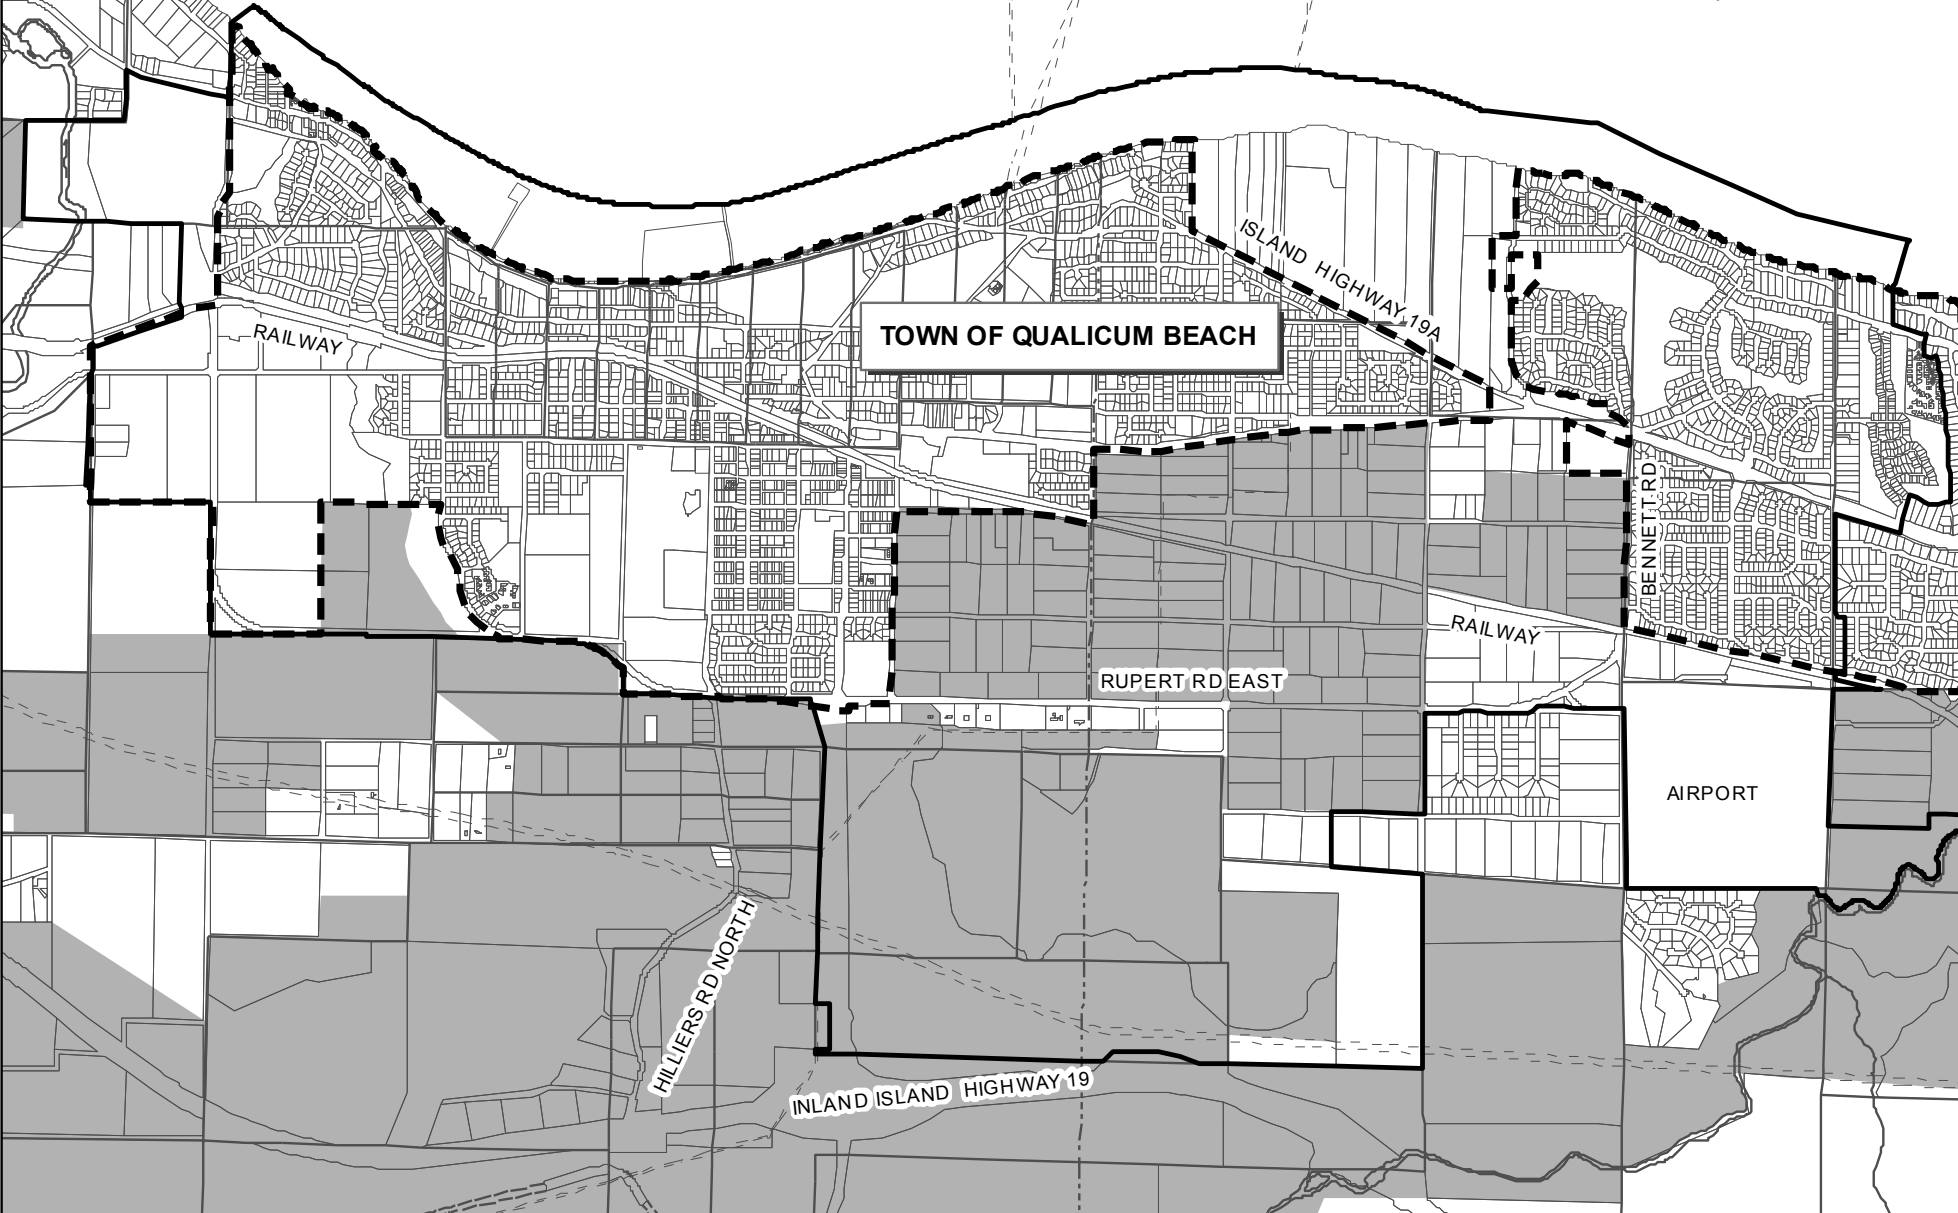 ISLAND HIGHWAY 19A
RAILWAY
TOWN OF QUALICUM BEACH
BENNETT RD
RAILWAY
RUPERT RD EAST
AIRPORT
HILLIERS RD NORTH
INLAND ISLAND HIGHWAY 19